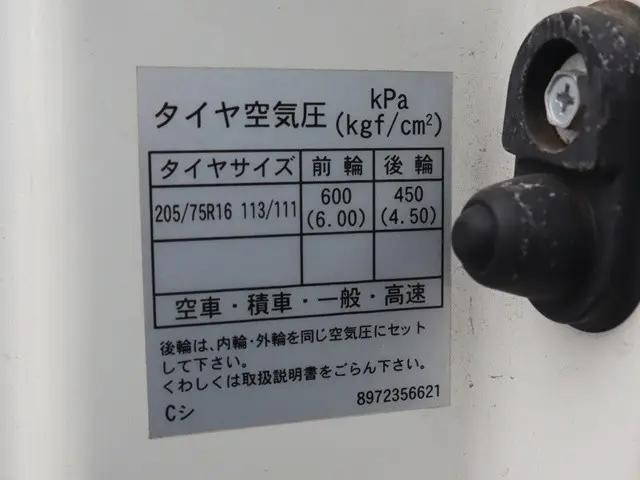 タイヤ空気圧 kPa
(kgf/cm²)
タイヤサイズ 前輪 後輪
205/75R16 113/111 600 450
(6.00) (4.50)
空車・積車・一般・高速
後輪は、内輪・外輪を同じ空気圧にセット
して下さい。
くわしくは取扱説明書をごらん下さい。
Cシ 8972356621